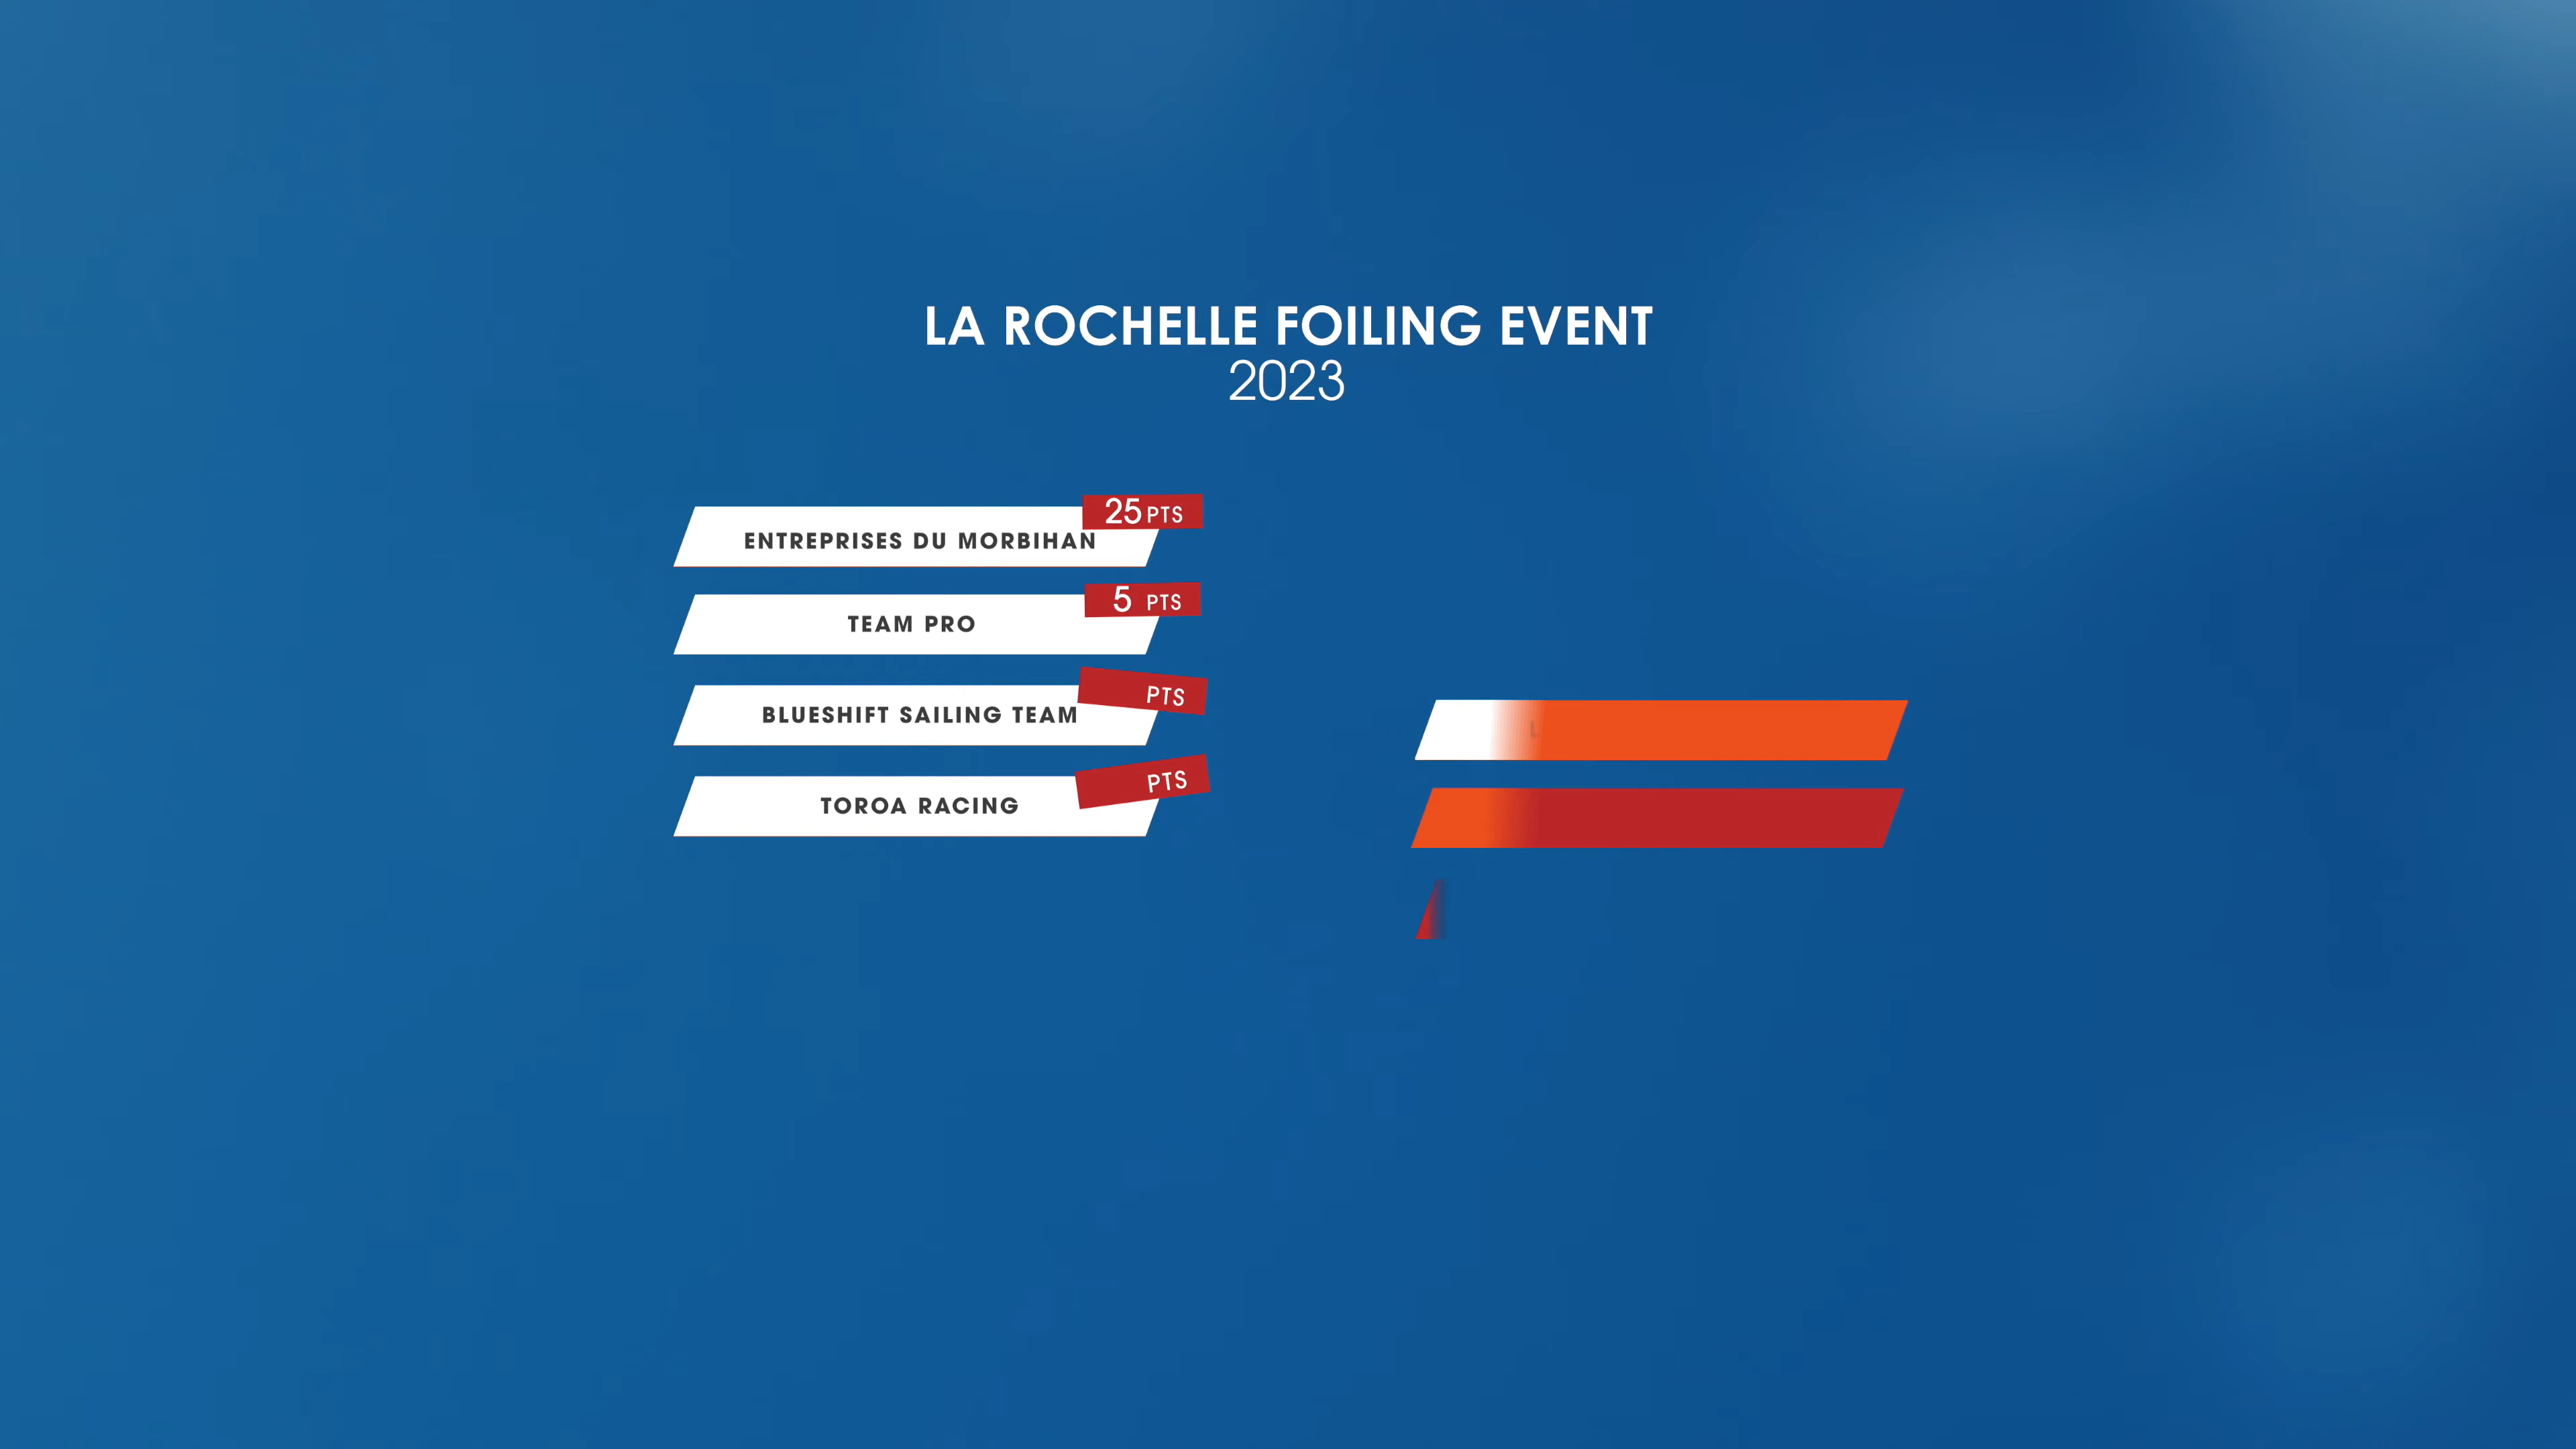 LA ROCHELLE FOILING EVENT
2023
25 PTS
ENTREPRISES DU MORBIHAN
5 PTS
TEAM PRO
PTS
BLUESHIFT SAILING TEAM
PTS
TOROA RACING
L